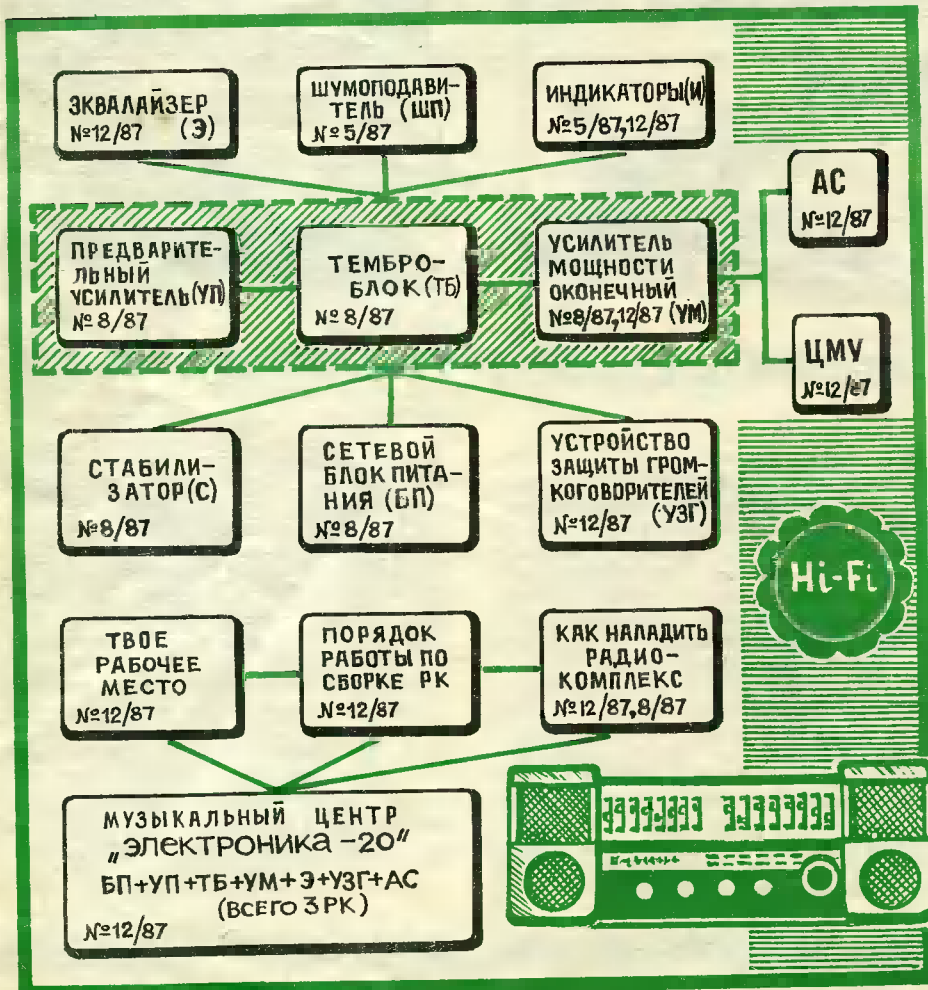 ЭКВАЛАЙЗЕР
№12/87 (Э)
ШУМОПОДАВИ-
ТЕЛЬ (ШП)
№5/87
ИНДИКАТОРЫ(И)
№5/87,12/87
АС
№12/87
ПРЕДВАРИТЕ-
ЛЬНЫЙ
УСИЛИТЕЛЬ(УП)
№8/87
ТЕМБРО-
БЛОК(ТБ)
№8/87
УСИЛИТЕЛЬ
МОЩНОСТИ
ОКОНЕЧНЫЙ
№8/87,12/87 (УМ)
ЦМУ
№12/87
СТАБИЛИ-
ЗАТОР(С)
№8/87
СЕТЕВОЙ
БЛОК ПИТА-
НИЯ (БП)
№8/87
УСТРОЙСТВО
ЗАЩИТЫ ГРОМ-
КОГОВОРИТЕЛЕЙ
№12/87 (УЗГ)
Hi-Fi
ТВОЕ
РАБОЧЕЕ
МЕСТО
№12/87
ПОРЯДОК
РАБОТЫ ПО
СБОРКЕ РК
№12/87
КАК НАЛАДИТЬ
РАДИО-
КОМПЛЕКС
№12/87,8/87
МУЗЫКАЛЬНЫЙ ЦЕНТР
„ЭЛЕКТРОНИКА-20"
БП+УП+ТБ+УМ+Э+УЗГ+АС
(ВСЕГО 3 РК)
№12/87